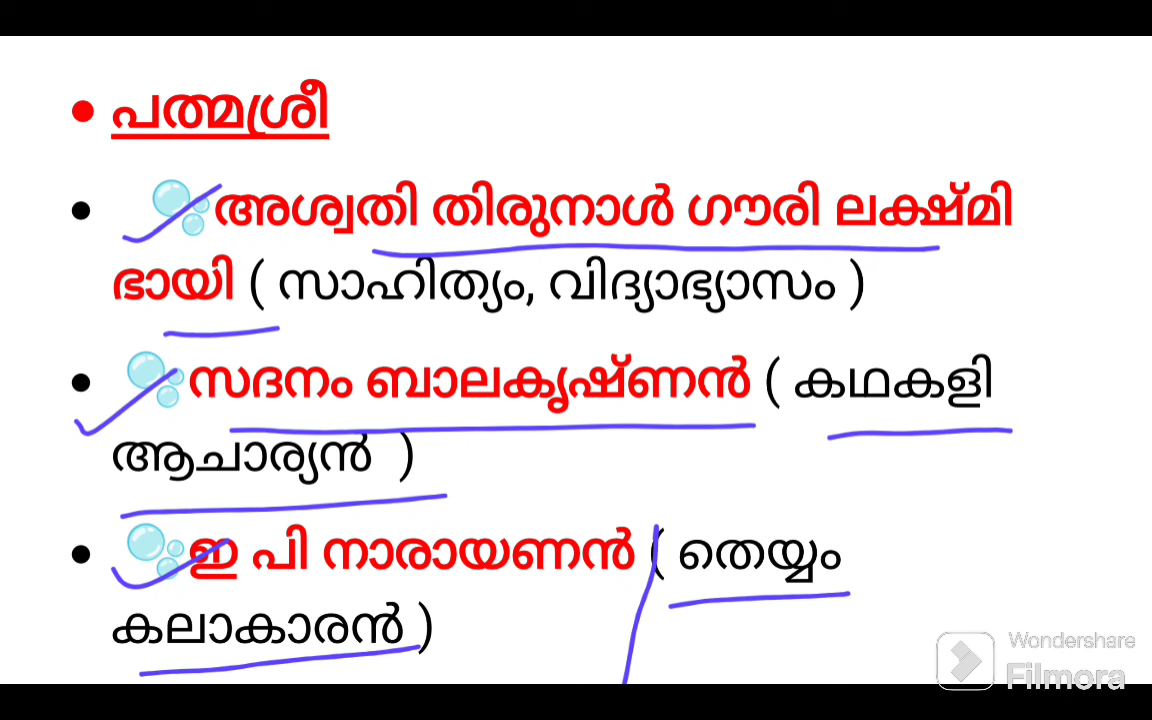 • പത്മശ്രീ
• അശ്വതി തിരുനാൾ ഗൗരി ലക്ഷ്മി
ഭായി ( സാഹിത്യം, വിദ്യാഭ്യാസം )
• സദനം ബാലകൃഷ്ണൻ ( കഥകളി
ആചാര്യൻ )
• ഇ പി നാരായണൻ ( തെയ്യം
കലാകാരൻ )
Wondershare
Filmora